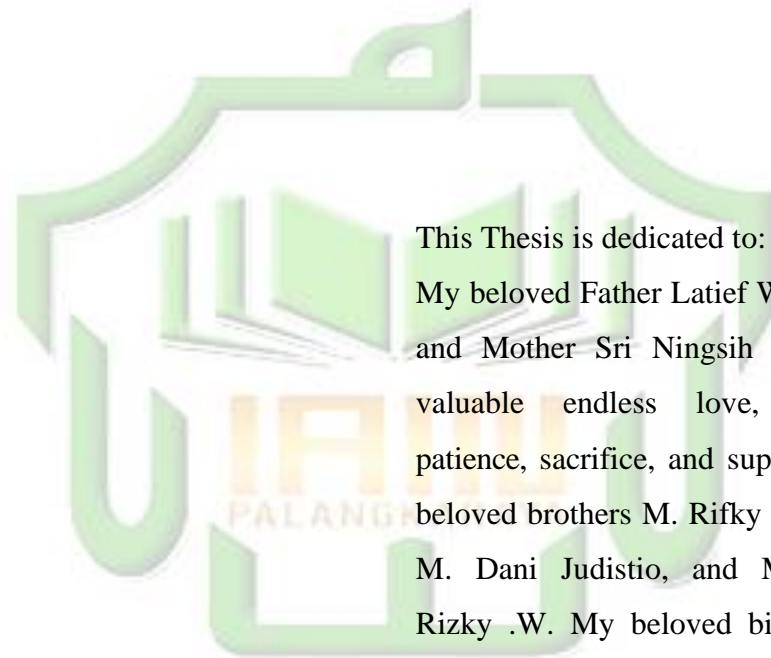 This Thesis is dedicated to:
My beloved Father Latief W
and Mother Sri Ningsih
valuable endless love,
patience, sacrifice, and sup
beloved brothers M. Rifky
M. Dani Judistio, and M
Rizky .W. My beloved bi
IAIN
PALANG